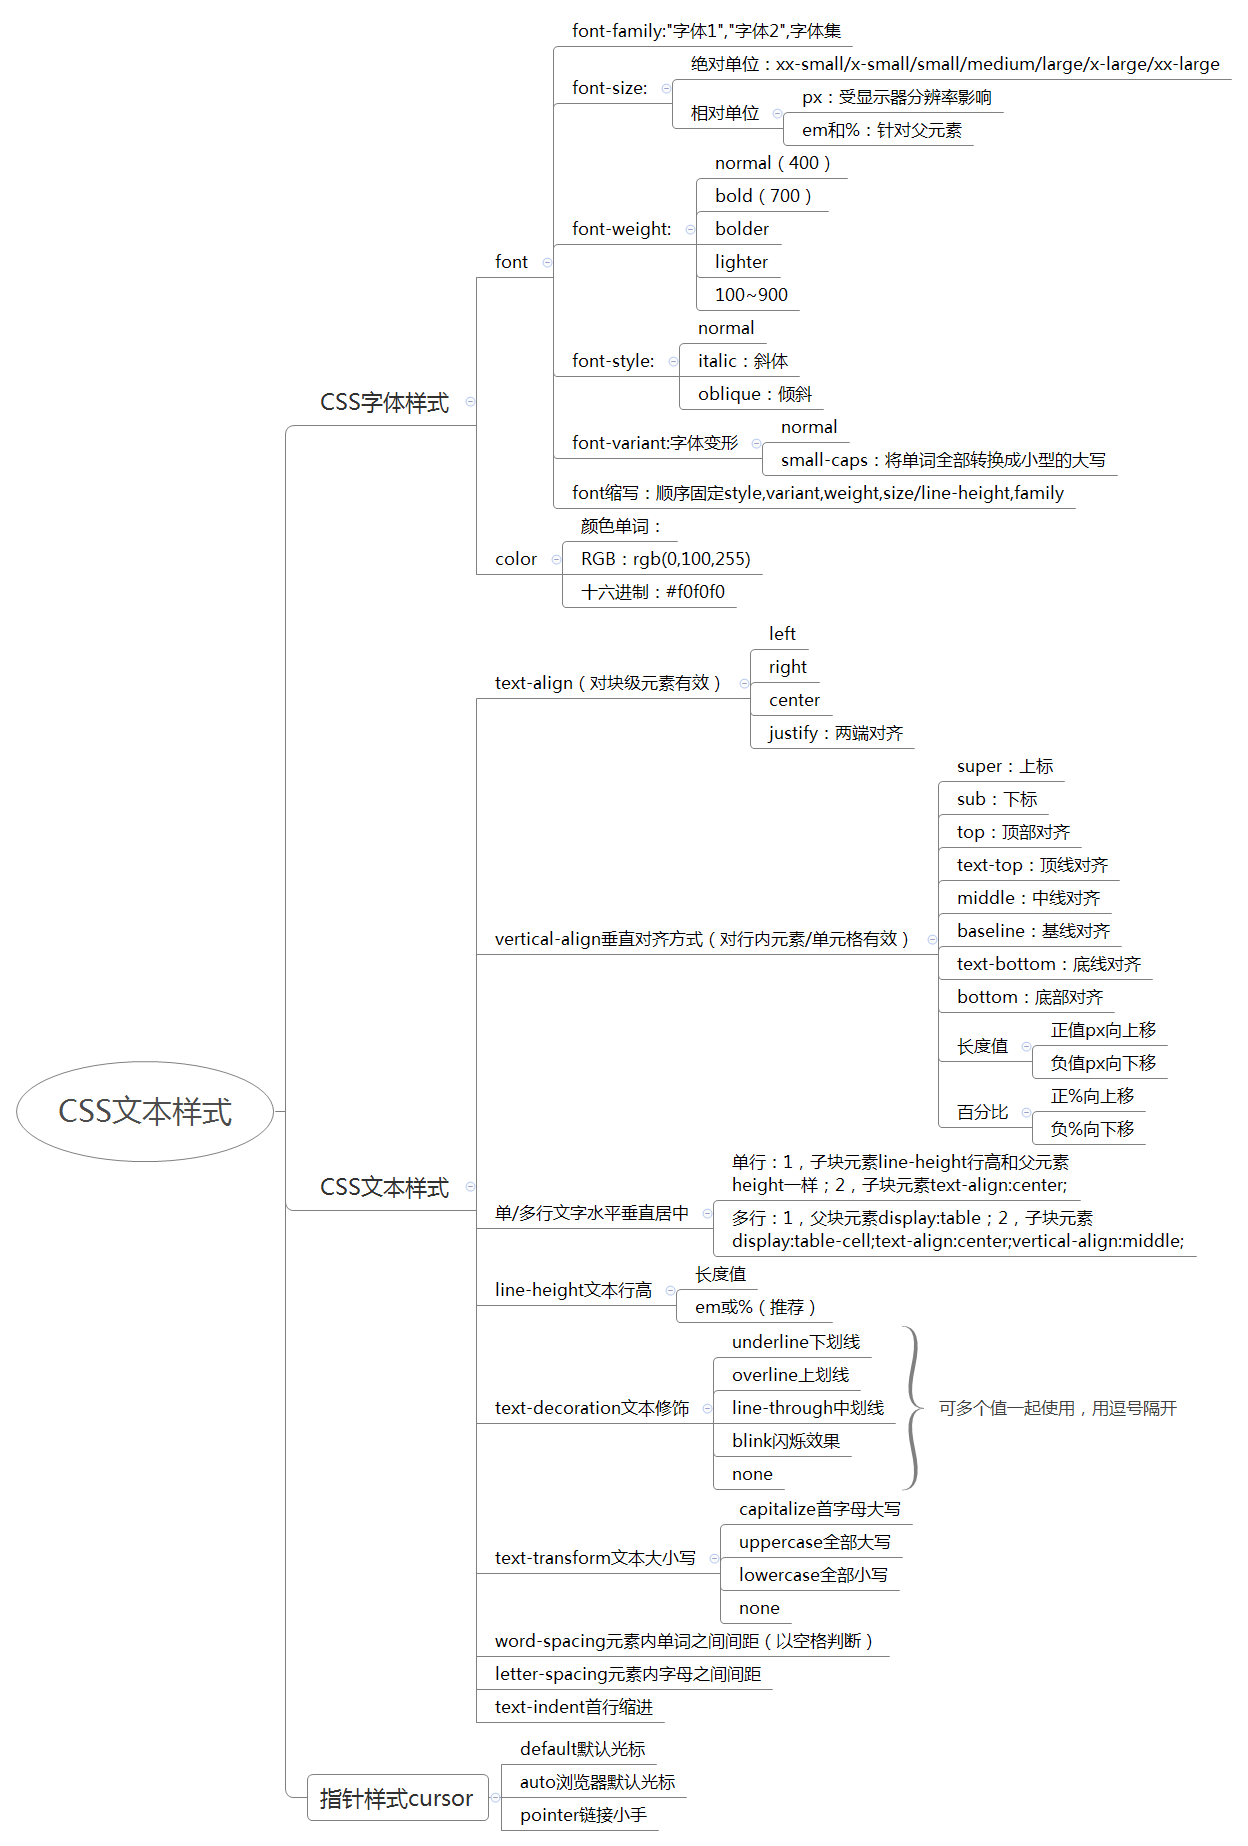 CSS文本样式
CSS字体样式
font
font-family:"字体1","字体2",字体集
font-size:
绝对单位：xx-small/x-small/small/medium/large/x-large/xx-large
相对单位
px：受显示器分辨率影响
em和%：针对父元素
font-weight:
normal（400）
bold（700）
bolder
lighter
100~900
font-style:
normal
italic：斜体
oblique：倾斜
font-variant:字体变形
normal
small-caps：将单词全部转换成小型的大写
font缩写：顺序固定style,variant,weight,size/line-height,family
color
颜色单词：
RGB：rgb(0,100,255)
十六进制：#f0f0f0
CSS文本样式
text-align（对块级元素有效）
left
right
center
justify：两端对齐
vertical-align垂直对齐方式（对行内元素/单元格有效）
super：上标
sub：下标
top：顶部对齐
text-top：顶线对齐
middle：中线对齐
baseline：基线对齐
text-bottom：底线对齐
bottom：底部对齐
长度值
正值px向上移
负值px向下移
百分比
正%向上移
负%向下移
单/多行文字水平垂直居中
单行：1，子块元素line-height行高和父元素
height一样；2，子块元素text-align:center;
多行：1，父块元素display:table；2，子块元素
display:table-cell;text-align:center;vertical-align:middle;
line-height文本行高
长度值
em或%（推荐）
text-decoration文本修饰
underline下划线
overline上划线
line-through中划线
blink闪烁效果
none
可多个值一起使用，用逗号隔开
text-transform文本大小写
capitalize首字母大写
uppercase全部大写
lowercase全部小写
none
word-spacing元素内单词之间间距（以空格判断）
letter-spacing元素内字母之间间距
text-indent首行缩进
指针样式cursor
default默认光标
auto浏览器默认光标
pointer链接小手